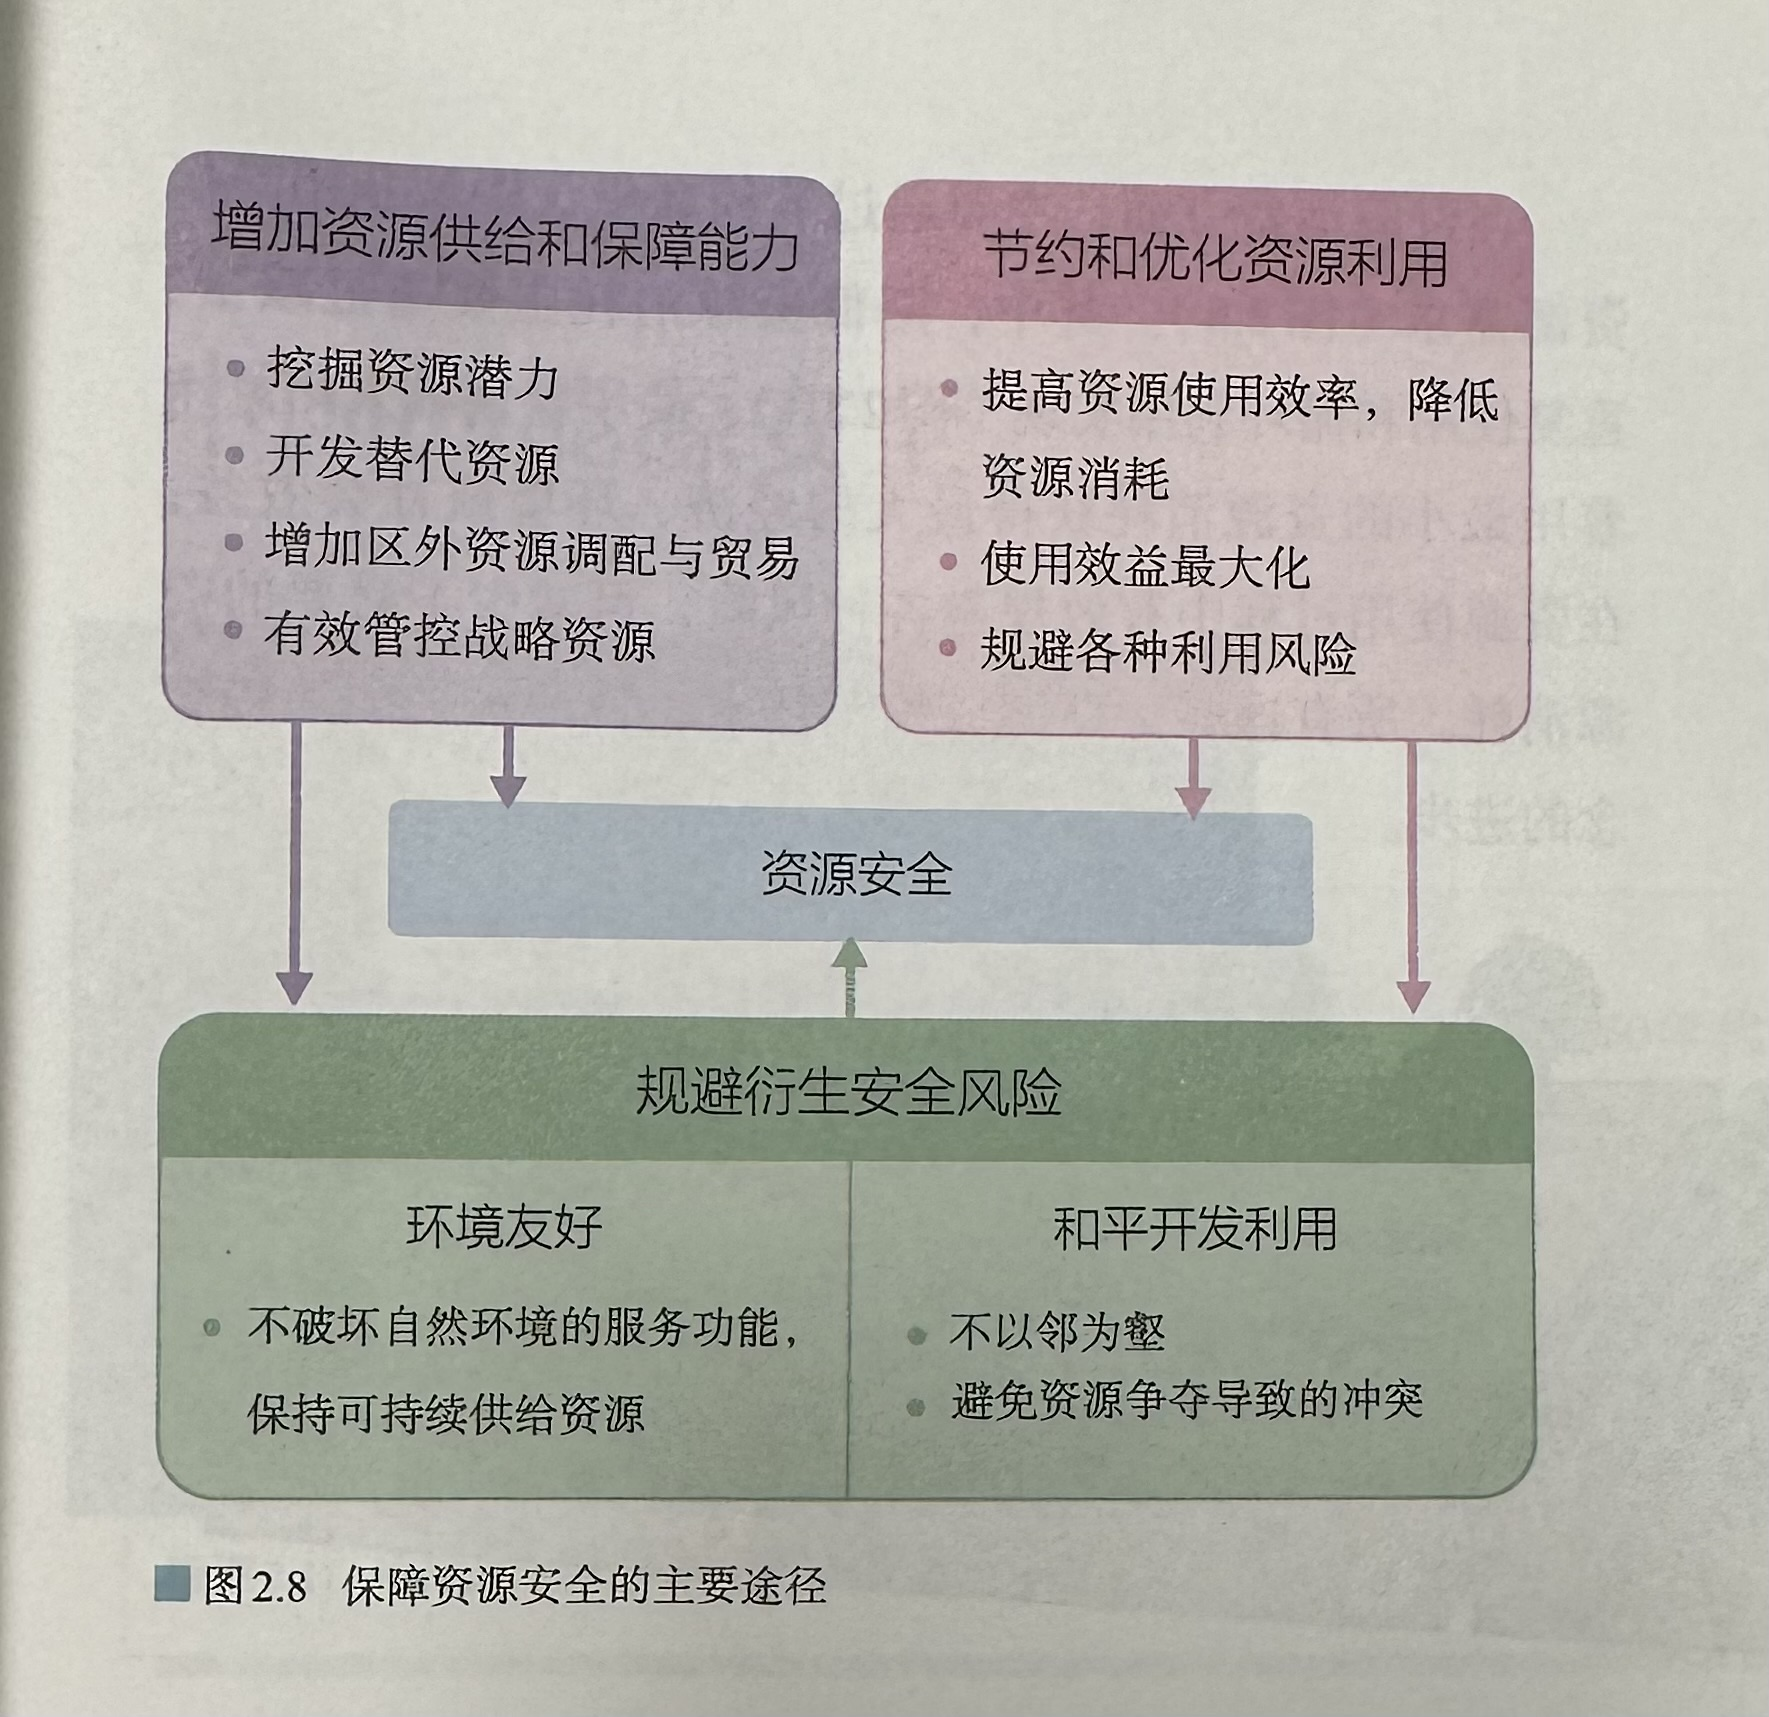 增加资源供给和保障能力
挖掘资源潜力
开发替代资源
增加区外资源调配与贸易
有效管控战略资源
节约和优化资源利用
提高资源使用效率，降低
资源消耗
使用效益最大化
规避各种利用风险
资源安全
规避衍生安全风险
环境友好
不破坏自然环境的服务功能，
保持可持续供给资源
和平开发利用
不以邻为壑
避免资源争夺导致的冲突
图2.8 保障资源安全的主要途径